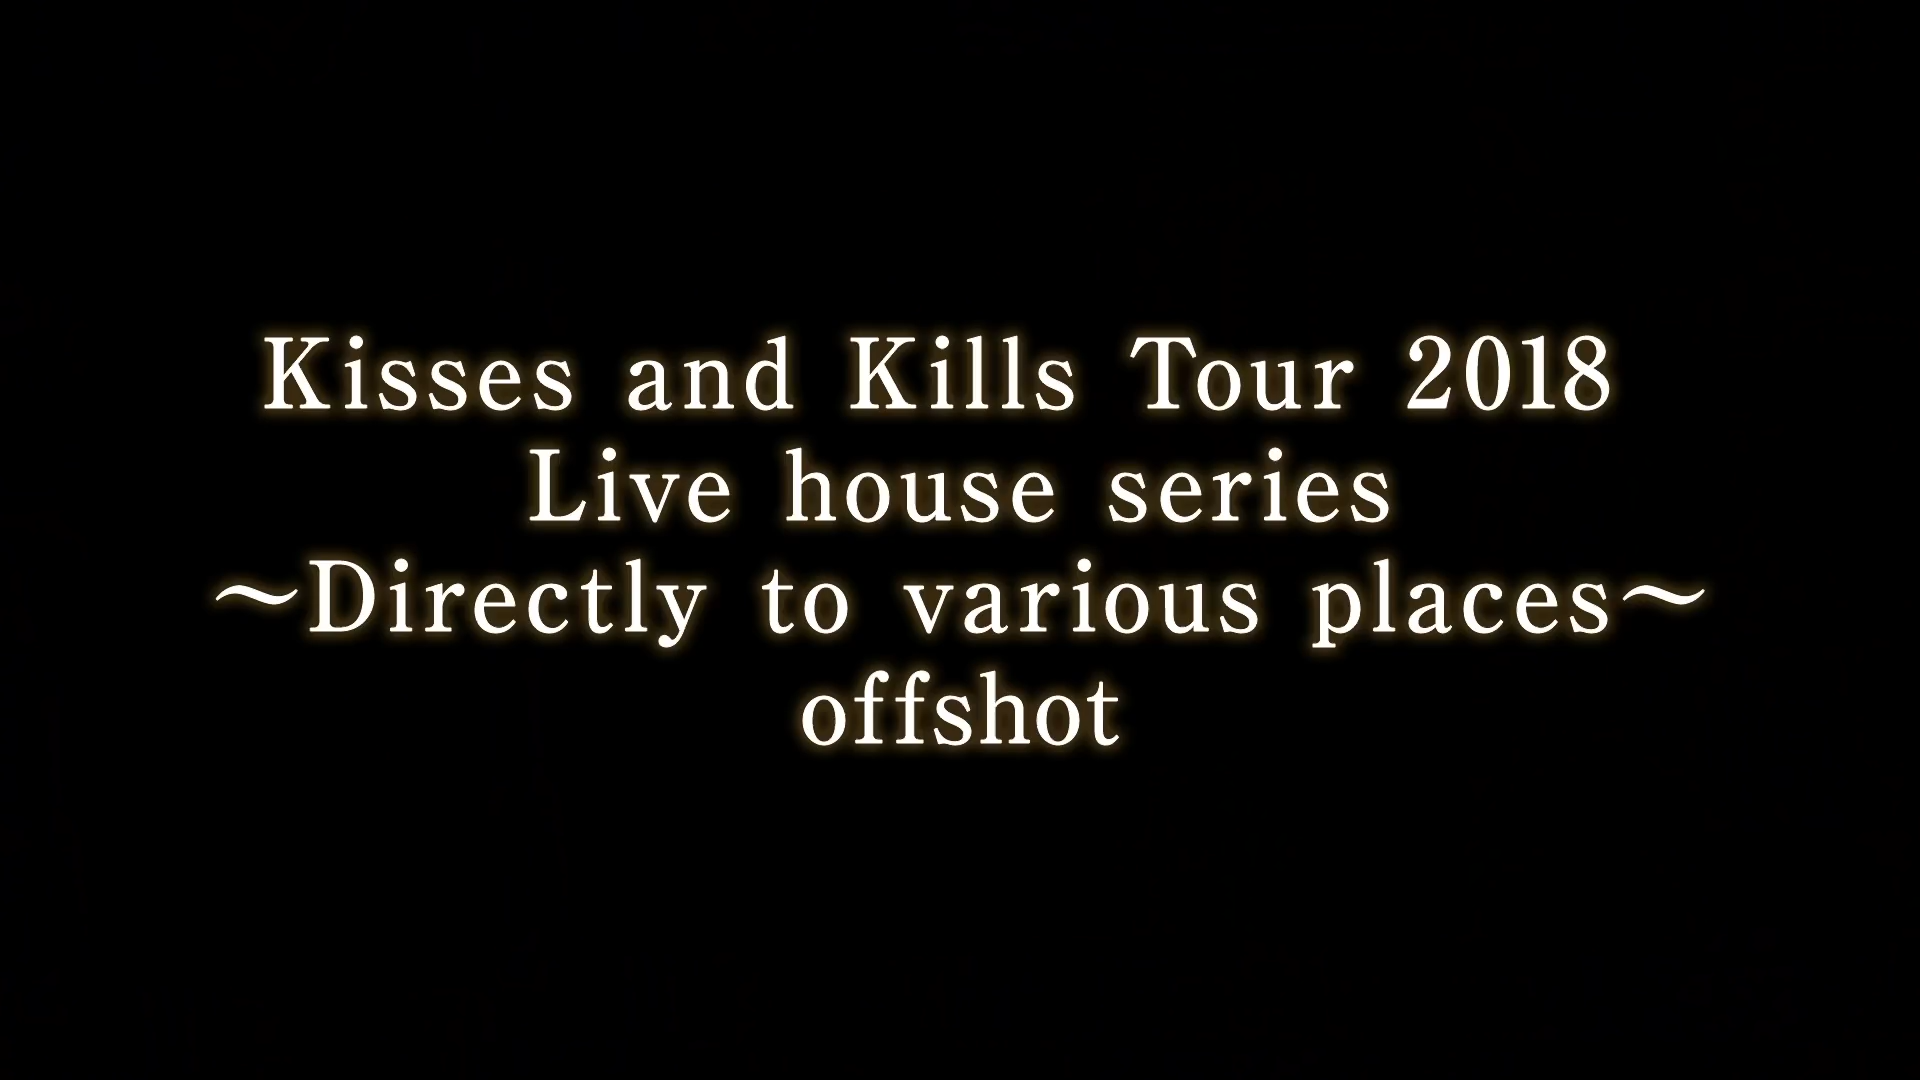 Kisses and Kills Tour 2018
Live house series
～Directly to various places～
offshot